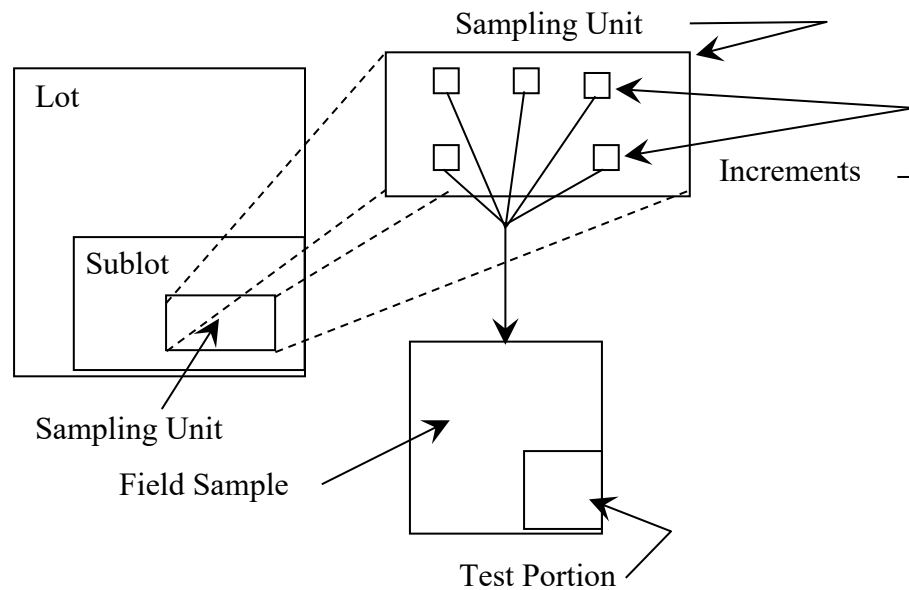 Sampling Unit
Lot
Increments
Sublot
Sampling Unit
Field Sample
Test Portion